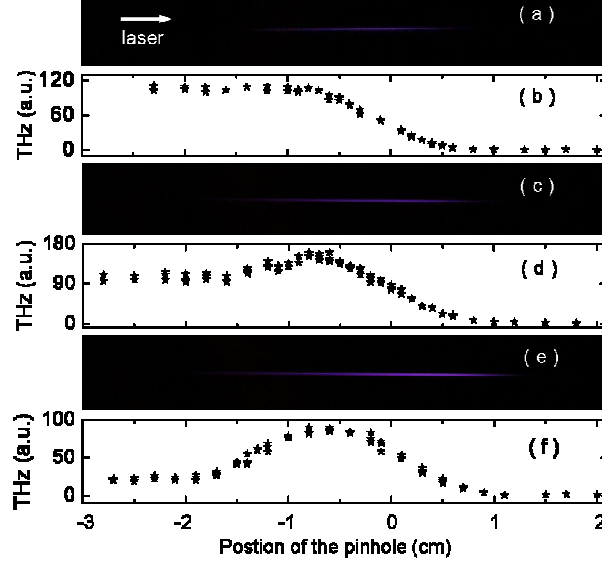 ( a )
laser
120
60
0
THz (a.u.)
( b )
( c )
180
90
0
THz (a.u.)
( d )
( e )
100
50
0
THz (a.u.)
( f )
-3 -2 -1 0 1 2
Postion of the pinhole (cm)